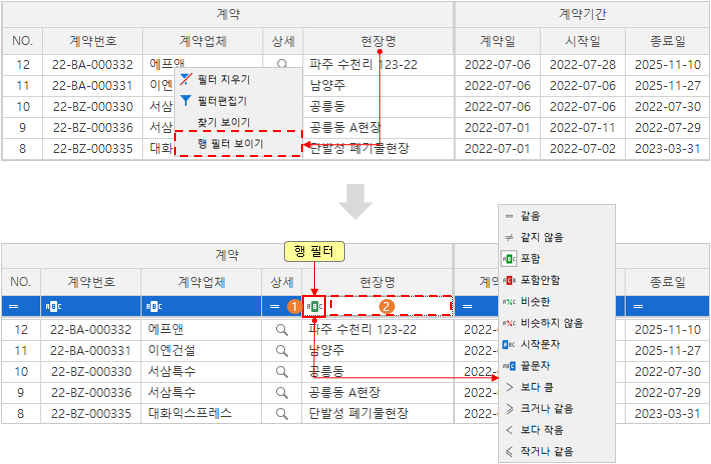 계약 계약기간
NO. 계약번호 계약업체 상세 현장명 계약일 시작일 종료일
12 22-BA-000332 에프앤 파주 수천리 123-22 2022-07-06 2022-07-28 2025-11-10
11 22-BA-000331 이엔 남양주 2022-07-06 2022-07-06 2025-11-27
10 22-BZ-000330 서삼 공릉동 2022-07-06 2022-07-06 2022-07-30
9 22-BZ-000336 서삼 공릉동 A현장 2022-07-01 2022-07-11 2022-07-29
8 22-BZ-000335 대화 단발성 폐기물현장 2022-07-01 2022-07-02 2023-03-31
필터 지우기
필터편집기
찾기 보이기
행 필터 보이기
행 필터
계약
NO. 계약번호 계약업체 상세 현장명 계약 종료일
= ABC ABC = 1 ABC 2 = =
12 22-BA-000332 에프앤 파주 수천리 123-22 2022-0 2025-11-10
11 22-BA-000331 이엔건설 남양주 2022-0 2025-11-27
10 22-BZ-000330 서삼특수 공릉동 2022-0 2022-07-30
9 22-BZ-000336 서삼특수 공릉동 A현장 2022-0 2022-07-29
8 22-BZ-000335 대화익스프레스 단발성 폐기물현장 2022-0 2023-03-31
= 같음
≠ 같지 않음
ABC 포함
ABC 포함안함
A%C 비슷한
A%C 비슷하지 않음
ABC 시작문자
ABC 끝문자
> 보다 큼
⩾ 크거나 같음
< 보다 작음
⩽ 작거나 같음